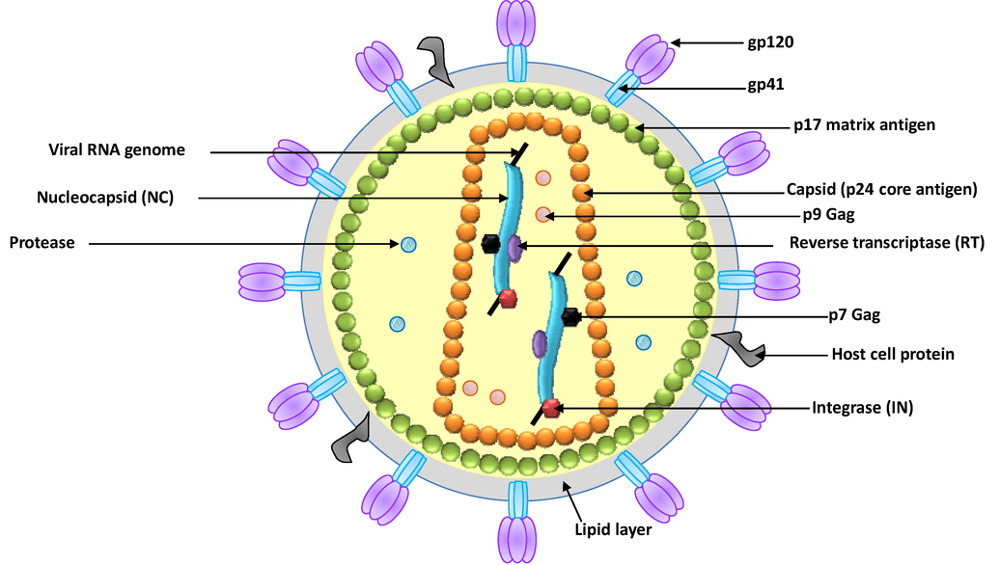 gp120
gp41
p17 matrix antigen
Viral RNA genome
Capsid (p24 core antigen)
Nucleocapsid (NC)
p9 Gag
Protease
Reverse transcriptase (RT)
p7 Gag
Host cell protein
Integrase (IN)
Lipid layer